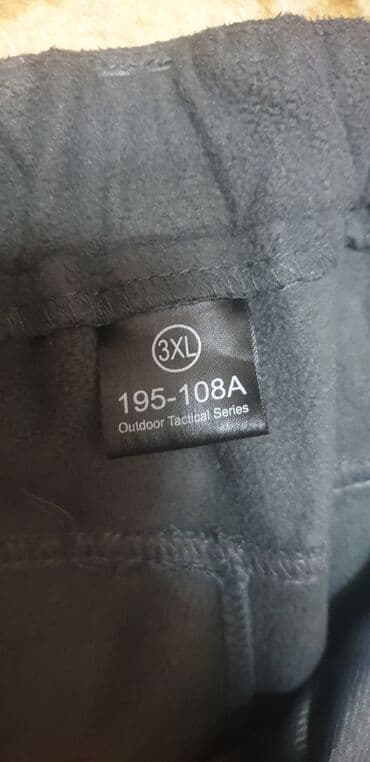 3XL
195-108A
Outdoor Tactical Series